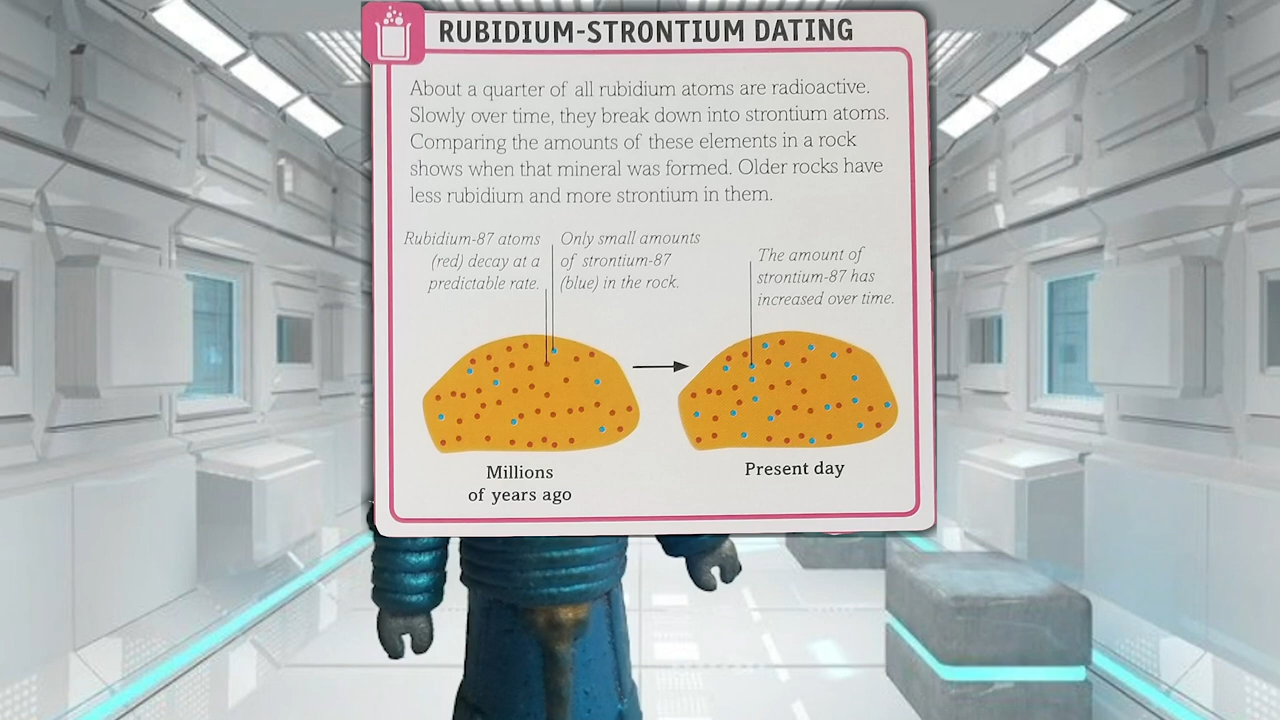 RUBIDIUM-STRONTIUM DATING
About a quarter of all rubidium atoms are radioactive.
Slowly over time, they break down into strontium atoms.
Comparing the amounts of these elements in a rock
shows when that mineral was formed. Older rocks have
less rubidium and more strontium in them.
Rubidium-87 atoms
(red) decay at a
predictable rate.
Only small amounts
of strontium-87
(blue) in the rock.
The amount of
strontium-87 has
increased over time.
Millions
of years ago
Present day